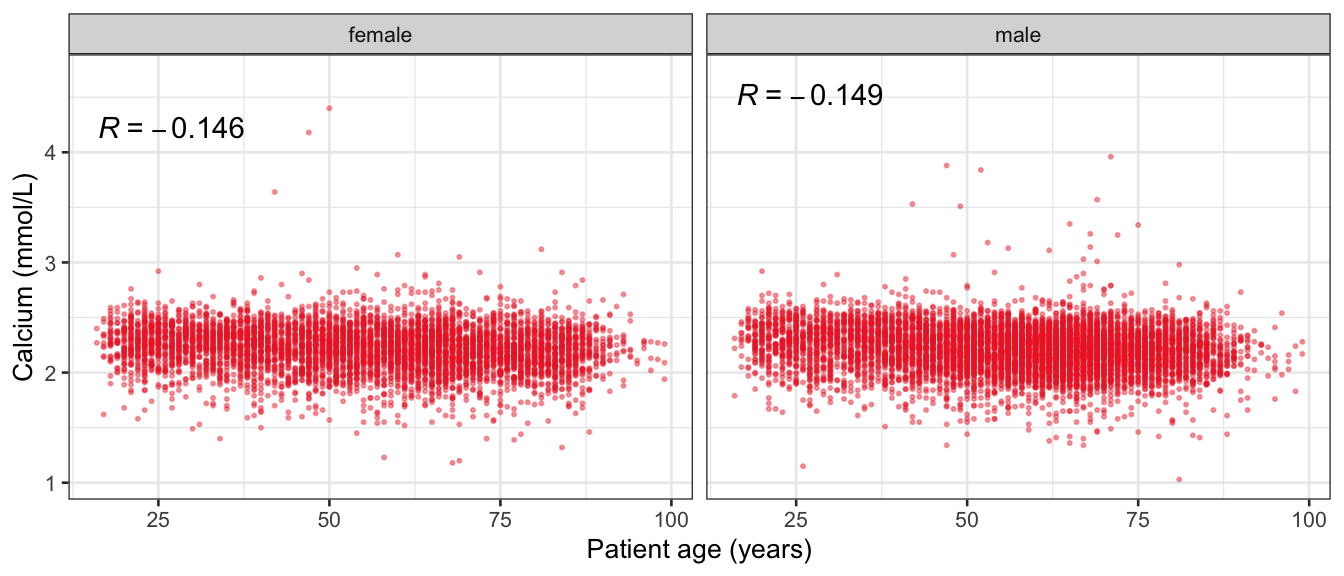 female
male
R = −0.146
R = −0.149
Calcium (mmol/L)
4
3
2
1
25 50 75 100
25 50 75 100
Patient age (years)